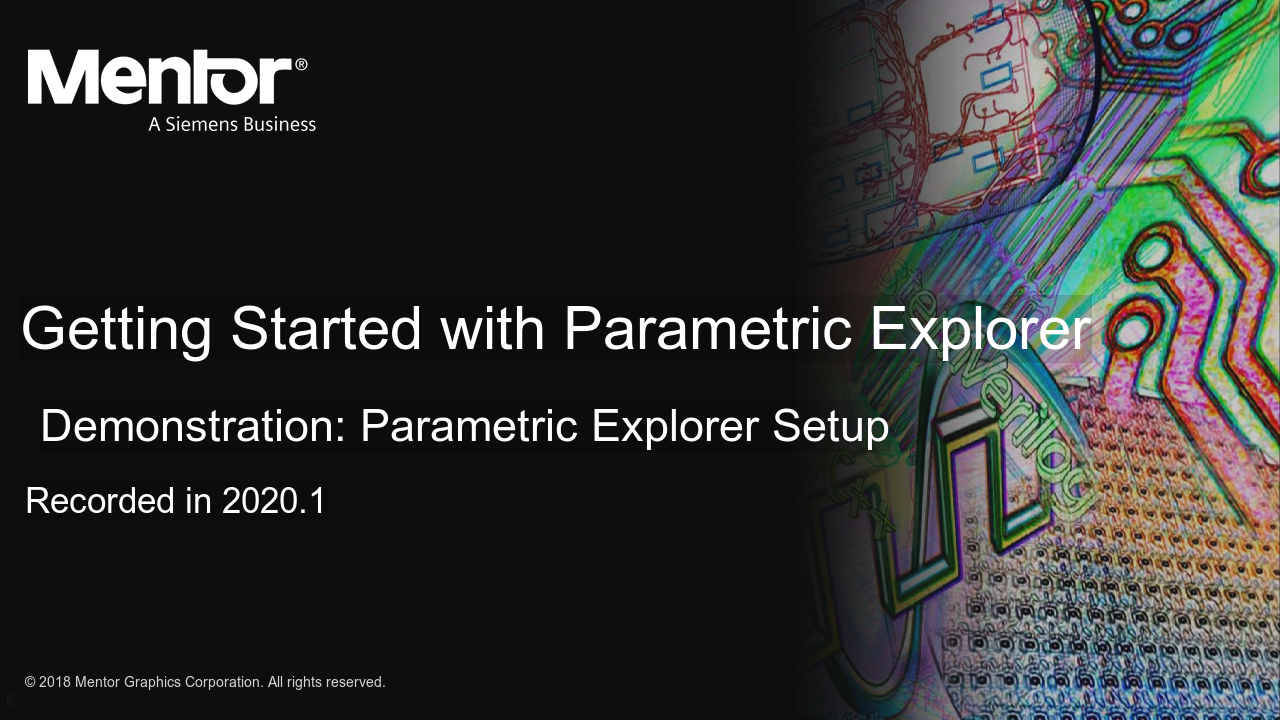 Mentor®
A Siemens Business
Getting Started with Parametric Explorer
Demonstration: Parametric Explorer Setup
Recorded in 2020.1
Verilog
© 2018 Mentor Graphics Corporation. All rights reserved.